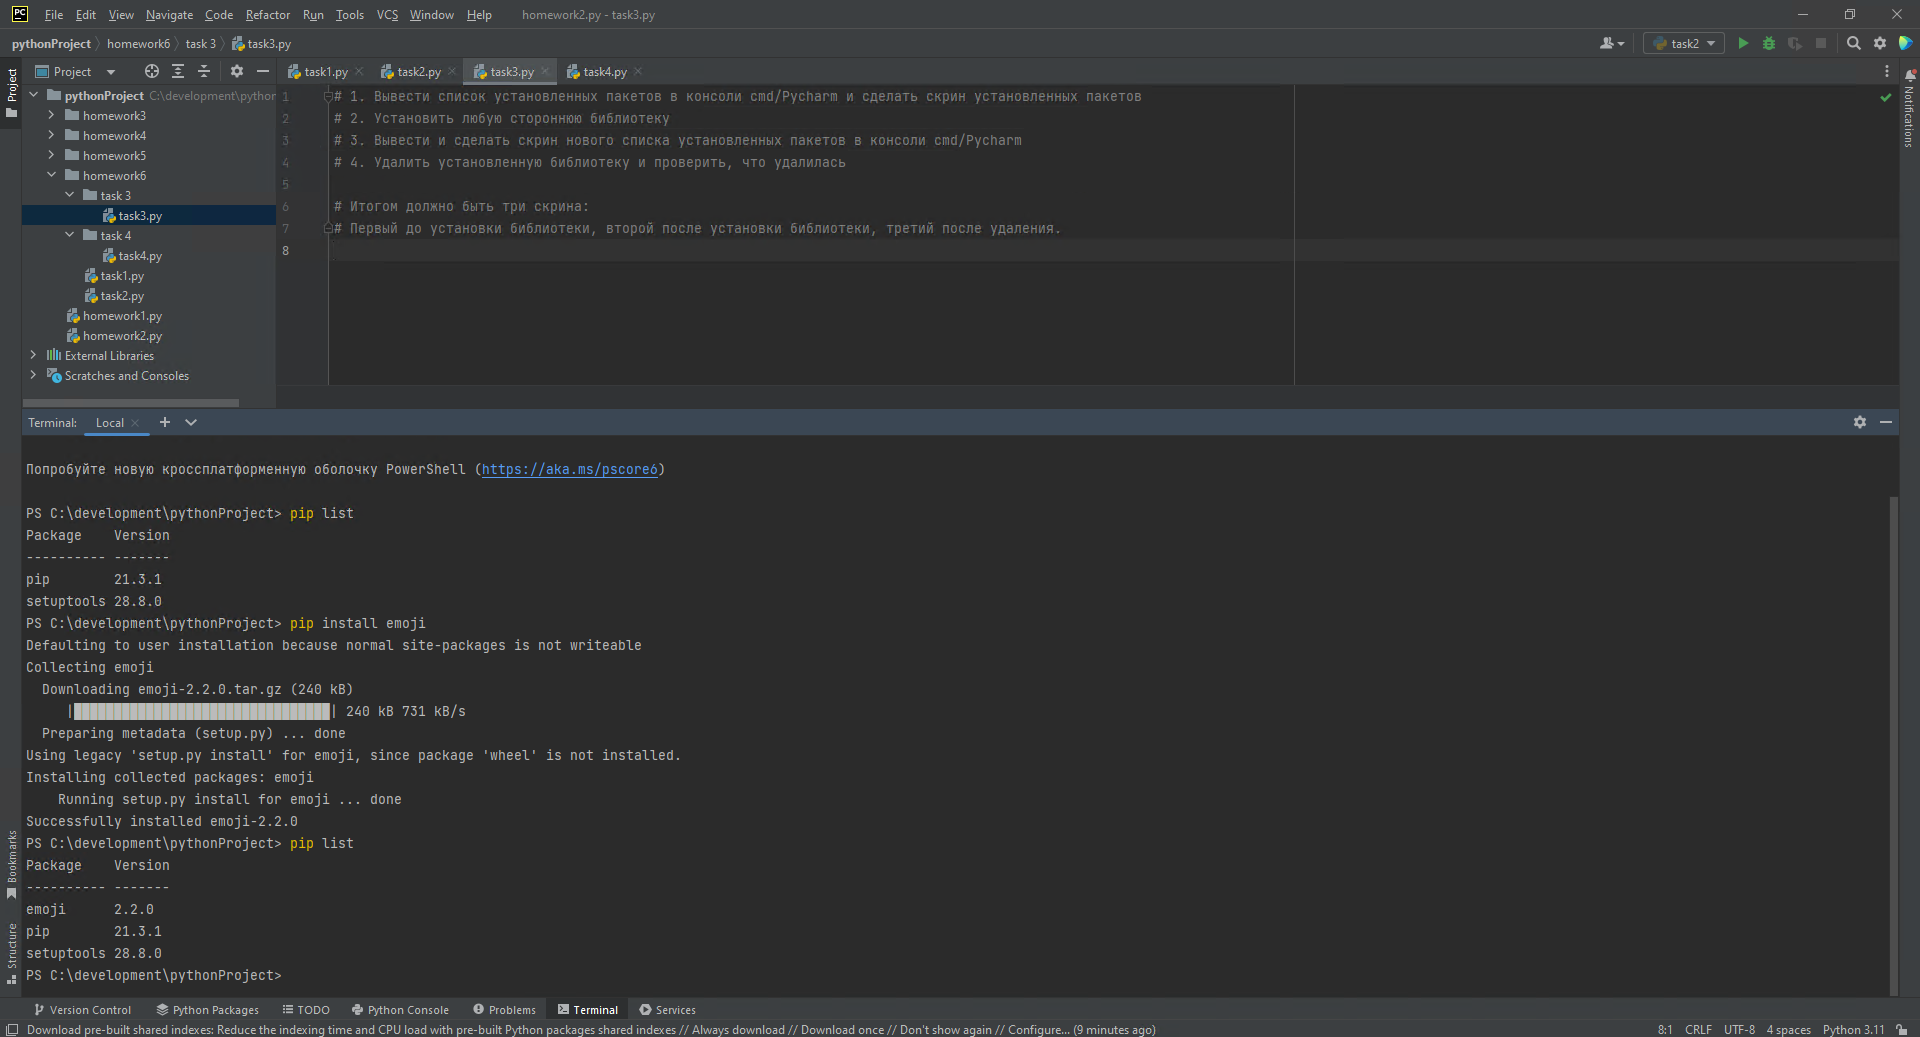 File Edit View Navigate Code Refactor Run Tools VCS Window Help homework2.py - task3.py
pythonProject homework6 task 3 task3.py
task2
Project
task1.py task2.py task3.py task4.py
Project
Notifications
pythonProject C:\development\python
homework3
homework4
homework5
homework6
task 3
task3.py
task 4
task4.py
task1.py
task2.py
homework1.py
homework2.py
External Libraries
Scratches and Consoles
1 # 1. Вывести список установленных пакетов в консоли cmd/Pycharm и сделать скрин установленных пакетов
2 # 2. Установить любую стороннюю библиотеку
3 # 3. Вывести и сделать скрин нового списка установленных пакетов в консоли cmd/Pycharm
4 # 4. Удалить установленную библиотеку и проверить, что удалилась
5
6 # Итогом должно быть три скрина:
7 # Первый до установки библиотеки, второй после установки библиотеки, третий после удаления.
8
Terminal: Local
Попробуйте новую кроссплатформенную оболочку PowerShell (https://aka.ms/pscore6)
PS C:\development\pythonProject> pip list
Package    Version
---------- -------
pip        21.3.1
setuptools 28.8.0
PS C:\development\pythonProject> pip install emoji
Defaulting to user installation because normal site-packages is not writeable
Collecting emoji
  Downloading emoji-2.2.0.tar.gz (240 kB)
     |████████████████████████████████| 240 kB 731 kB/s
  Preparing metadata (setup.py) ... done
Using legacy 'setup.py install' for emoji, since package 'wheel' is not installed.
Installing collected packages: emoji
    Running setup.py install for emoji ... done
Successfully installed emoji-2.2.0
PS C:\development\pythonProject> pip list
Package    Version
---------- -------
emoji      2.2.0
pip        21.3.1
setuptools 28.8.0
PS C:\development\pythonProject>
Bookmarks
Structure
Version Control Python Packages TODO Python Console Problems Terminal Services
Download pre-built shared indexes: Reduce the indexing time and CPU load with pre-built Python packages shared indexes // Always download // Download once // Don't show again // Configure... (9 minutes ago) 8:1 CRLF UTF-8 4 spaces Python 3.11